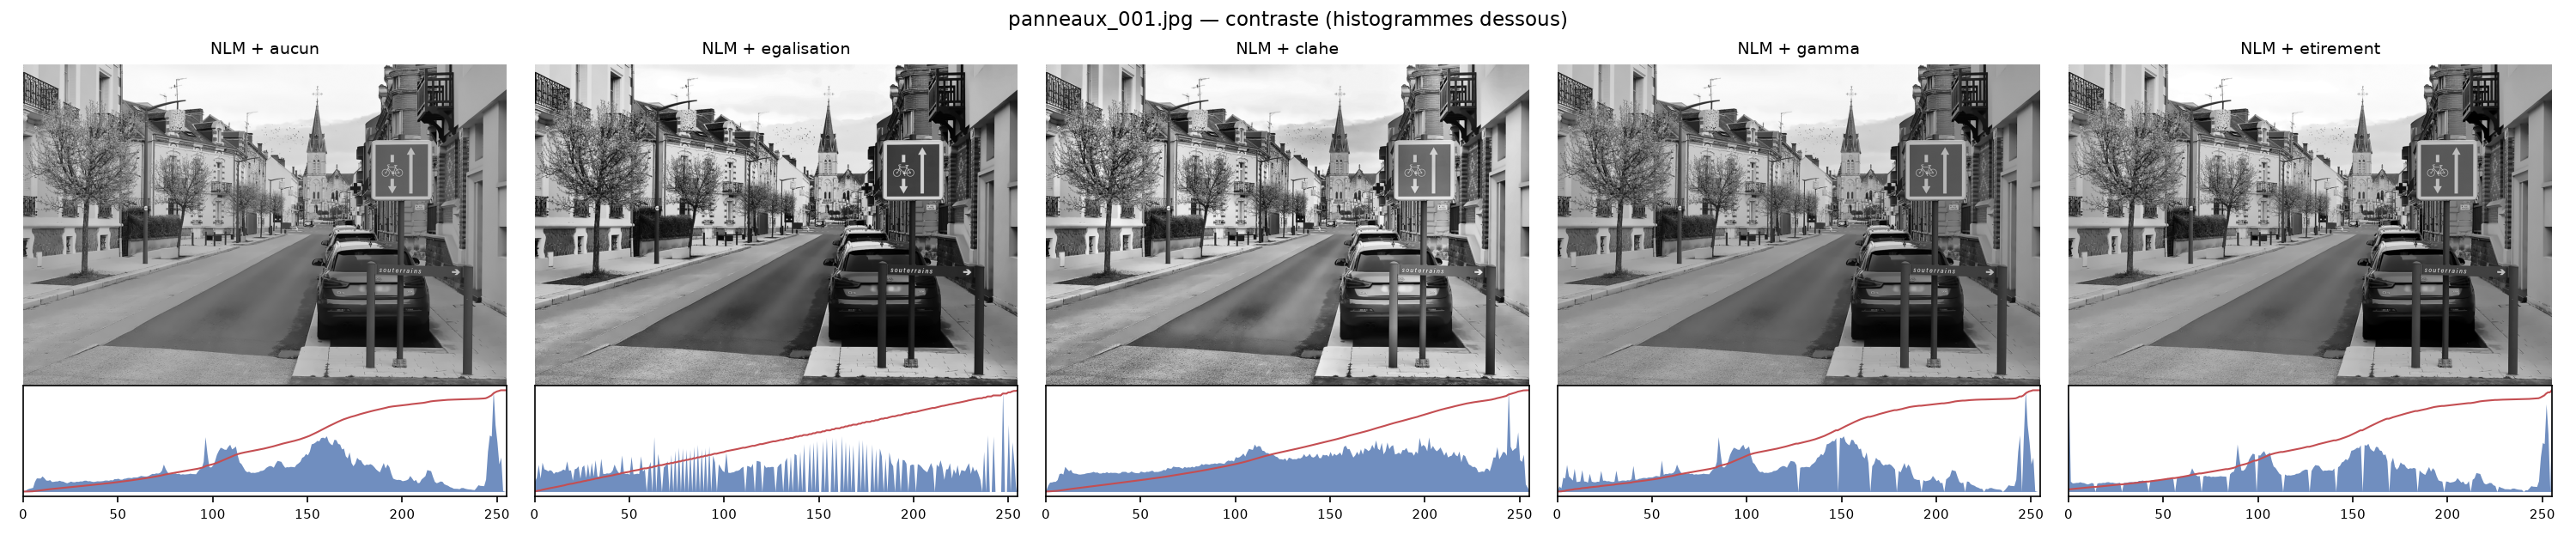 panneaux_001.jpg — contraste (histogrammes dessous)
NLM + aucun
NLM + egalisation
NLM + clahe
NLM + gamma
NLM + etirement
souterrains
souterrains
souterrains
souterrains
souterrains
0 50 100 150 200 250
0 50 100 150 200 250
0 50 100 150 200 250
0 50 100 150 200 250
0 50 100 150 200 250